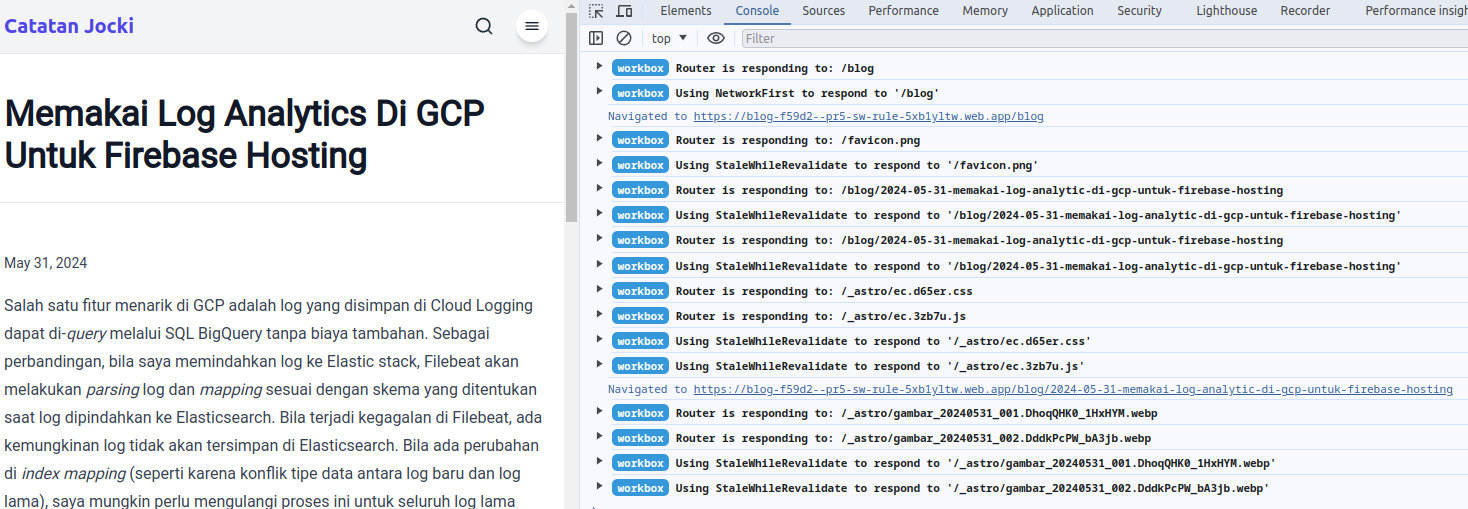 Catatan Jocki
Memakai Log Analytics Di GCP
Untuk Firebase Hosting
May 31, 2024
Salah satu fitur menarik di GCP adalah log yang disimpan di Cloud Logging
dapat di-query melalui SQL BigQuery tanpa biaya tambahan. Sebagai
perbandingan, bila saya memindahkan log ke Elastic stack, Filebeat akan
melakukan parsing log dan mapping sesuai dengan skema yang ditentukan
saat log dipindahkan ke Elasticsearch. Bila terjadi kegagalan di Filebeat, ada
kemungkinan log tidak akan tersimpan di Elasticsearch. Bila ada perubahan
di index mapping (seperti karena konflik tipe data antara log baru dan log
lama), saya mungkin perlu mengulangi proses ini untuk seluruh log lama
Elements Console Sources Performance Memory Application Security Lighthouse Recorder Performance insigh
top Filter
workbox Router is responding to: /blog
workbox Using NetworkFirst to respond to '/blog'
Navigated to https://blog-f59d2--pr5-sw-rule-5xb1yltw.web.app/blog
workbox Router is responding to: /favicon.png
workbox Using StaleWhileRevalidate to respond to '/favicon.png'
workbox Router is responding to: /blog/2024-05-31-memakai-log-analytic-di-gcp-untuk-firebase-hosting
workbox Using StaleWhileRevalidate to respond to '/blog/2024-05-31-memakai-log-analytic-di-gcp-untuk-firebase-hosting'
workbox Router is responding to: /blog/2024-05-31-memakai-log-analytic-di-gcp-untuk-firebase-hosting
workbox Using StaleWhileRevalidate to respond to '/blog/2024-05-31-memakai-log-analytic-di-gcp-untuk-firebase-hosting'
workbox Router is responding to: /_astro/ec.d65er.css
workbox Router is responding to: /_astro/ec.3zb7u.js
workbox Using StaleWhileRevalidate to respond to '/_astro/ec.d65er.css'
workbox Using StaleWhileRevalidate to respond to '/_astro/ec.3zb7u.js'
Navigated to https://blog-f59d2--pr5-sw-rule-5xb1yltw.web.app/blog/2024-05-31-memakai-log-analytic-di-gcp-untuk-firebase-hosting
workbox Router is responding to: /_astro/gambar_20240531_001.DhoqQHK0_1HxHYM.webp
workbox Router is responding to: /_astro/gambar_20240531_002.DddkPcPW_bA3jb.webp
workbox Using StaleWhileRevalidate to respond to '/_astro/gambar_20240531_001.DhoqQHK0_1HxHYM.webp'
workbox Using StaleWhileRevalidate to respond to '/_astro/gambar_20240531_002.DddkPcPW_bA3jb.webp'